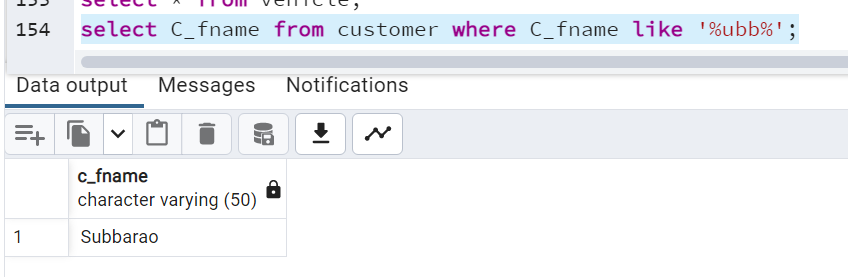 153 select * from vehicle;
154 select C_fname from customer where C_fname like '%ubb%';
Data output Messages Notifications
c_fname
character varying (50)
1 Subbarao